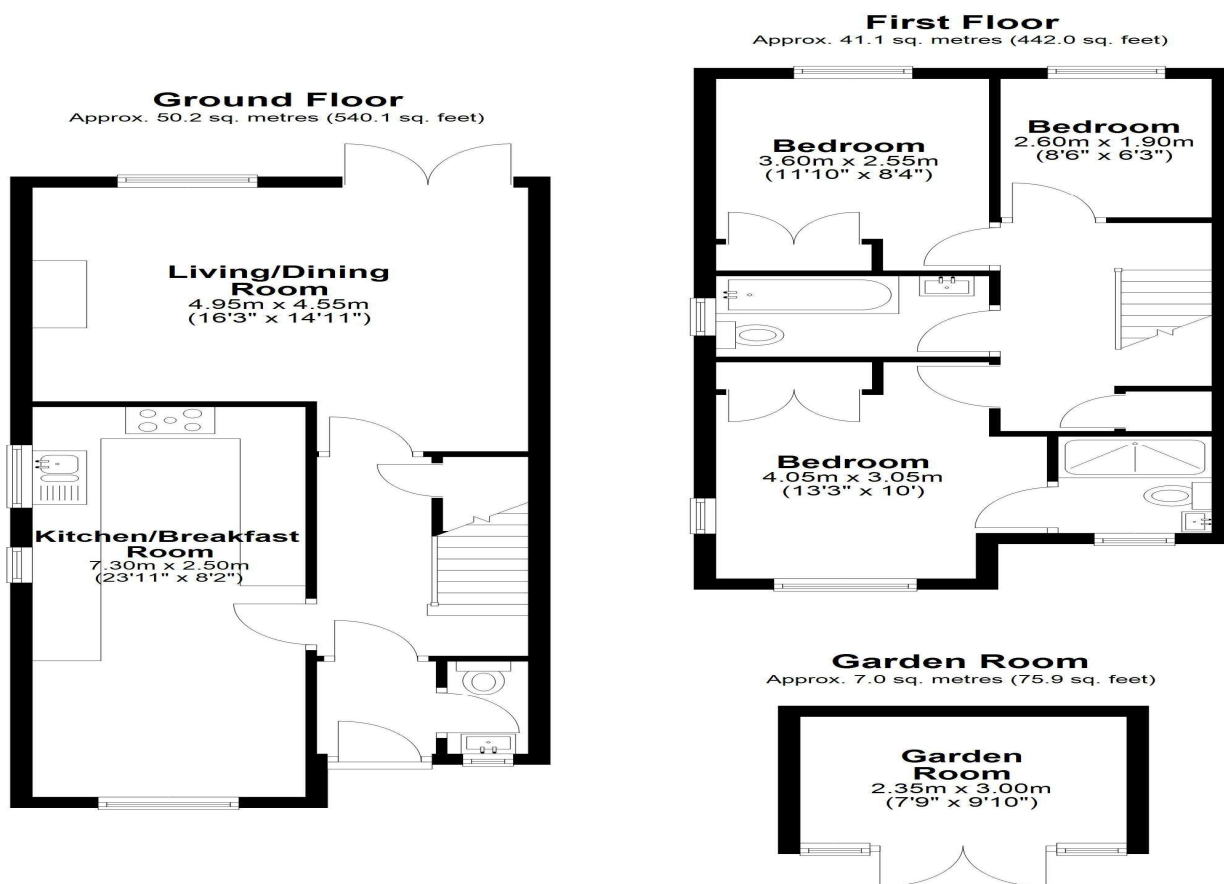 Ground Floor
Approx. 50.2 sq. metres (540.1 sq. feet)
Living/Dining
Room
4.95m x 4.55m
(16'3" x 14'11")
Kitchen/Breakfast
Room
7.30m x 2.50m
(23'11" x 8'2")
First Floor
Approx. 41.1 sq. metres (442.0 sq. feet)
Bedroom
3.60m x 2.55m
(11'10" x 8'4")
Bedroom
2.60m x 1.90m
(8'6" x 6'3")
Bedroom
4.05m x 3.05m
(13'3" x 10')
Garden Room
Approx. 7.0 sq. metres (75.9 sq. feet)
Garden
Room
2.35m x 3.00m
(7'9" x 9'10")